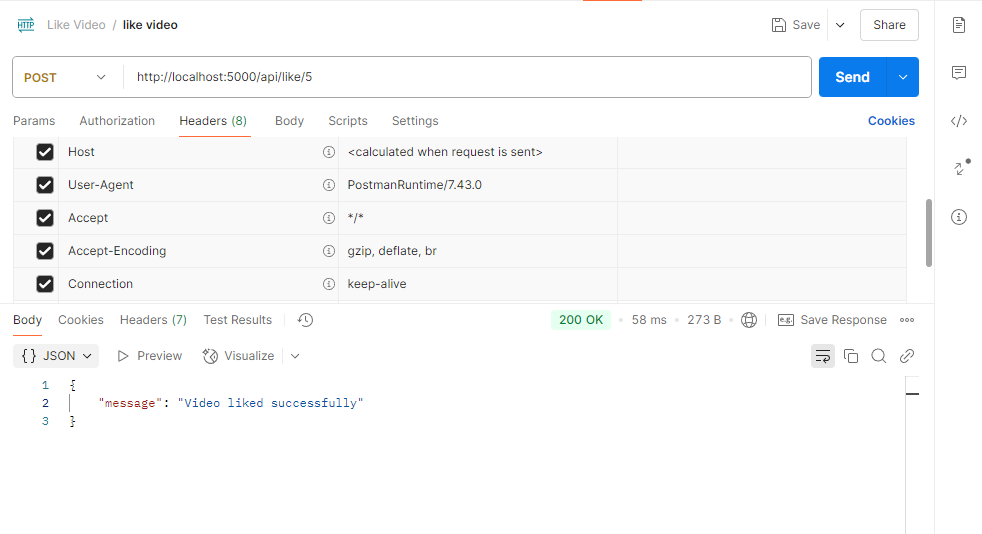 HTTP Like Video / like video Save Share
POST http://localhost:5000/api/like/5 Send
Params Authorization Headers (8) Body Scripts Settings Cookies
Host <calculated when request is sent>
User-Agent PostmanRuntime/7.43.0
Accept */*
Accept-Encoding gzip, deflate, br
Connection keep-alive
Body Cookies Headers (7) Test Results 200 OK • 58 ms • 273 B • e.g. Save Response
{} JSON Preview Visualize
1 {
2 "message": "Video liked successfully"
3 }